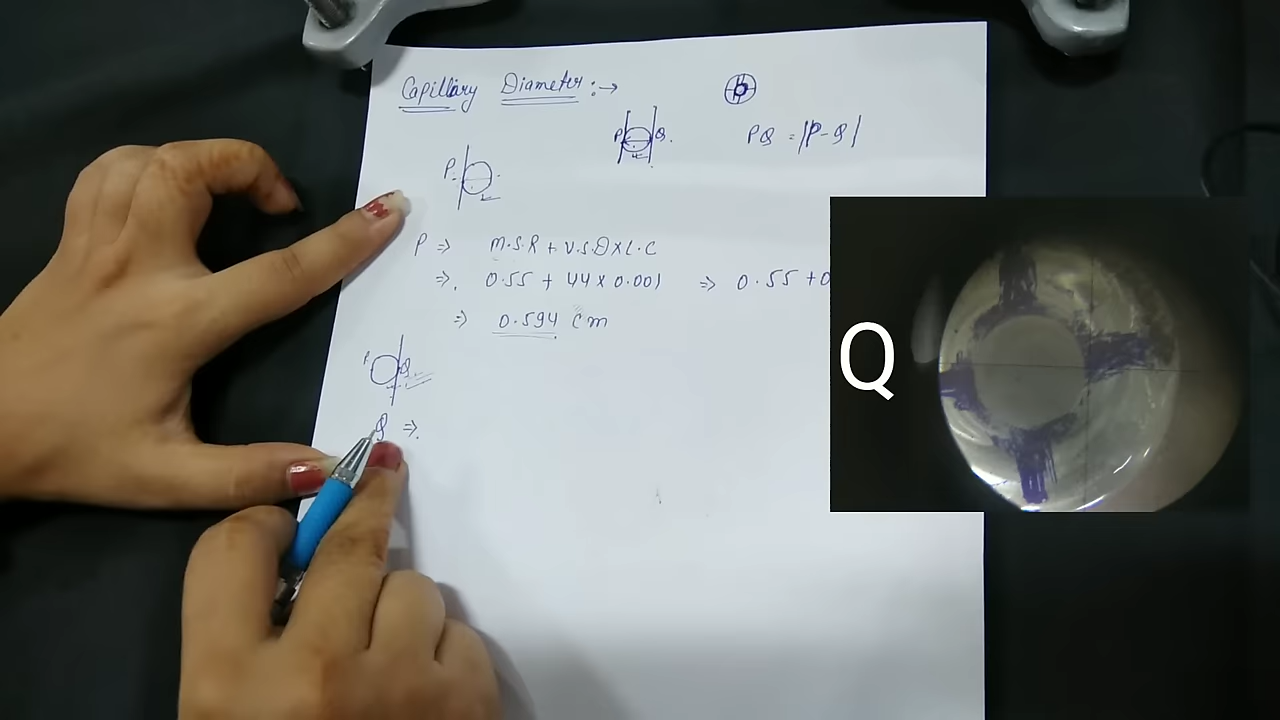 Capillary Diameter :→
P Q .
PQ = |P-Q|
P.
P ⇒ M.S.R + V.S.D X L.C
⇒. 0.55 + 44 X 0.001 ⇒ 0.55 + 0
⇒ 0.594 cm
P Q
Q ⇒.
Q